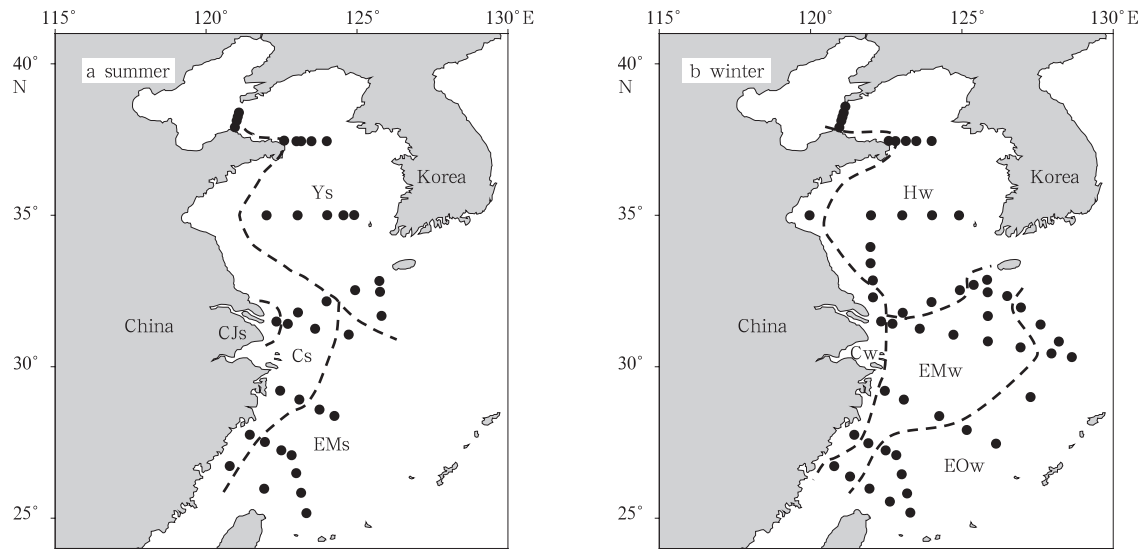 115° 120° 125° 130°E
40°
N
35°
30°
25°
a summer
Ys
Korea
China
CJs
Cs
EMs
115° 120° 125° 130°E
40°
N
35°
30°
25°
b winter
Hw
Korea
China
Cw
EMw
EOw